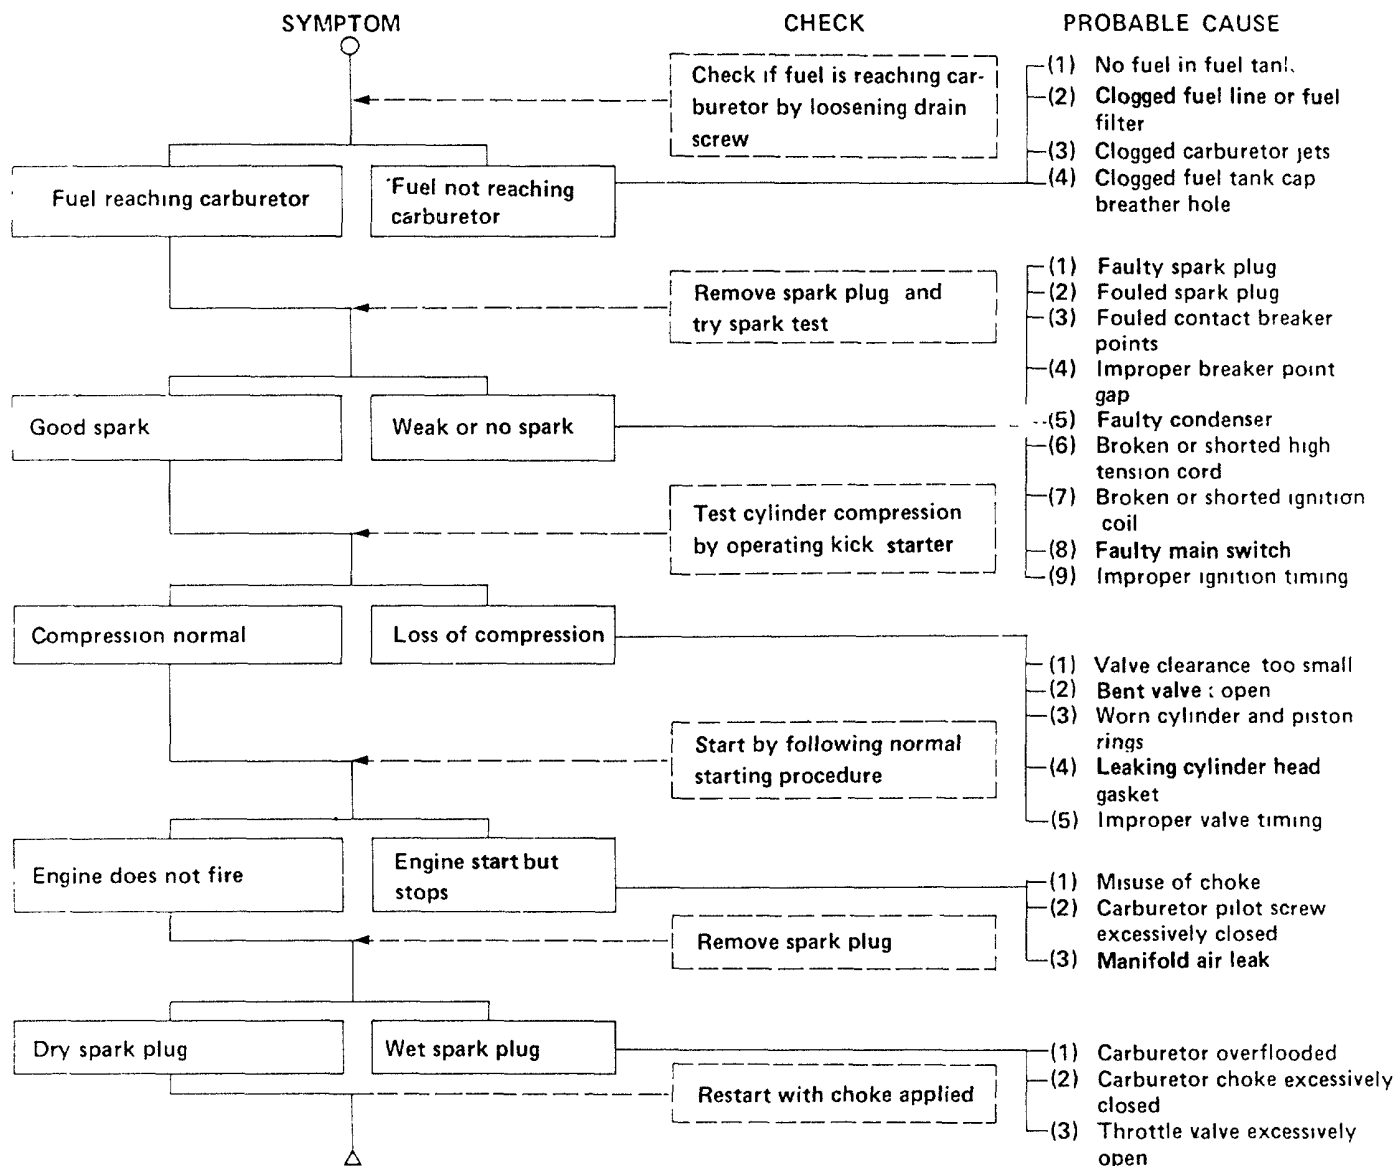 SYMPTOM
CHECK
PROBABLE CAUSE
Check if fuel is reaching car-
buretor by loosening drain
screw
(1) No fuel in fuel tank.
(2) Clogged fuel line or fuel
filter
(3) Clogged carburetor jets
(4) Clogged fuel tank cap
breather hole
Fuel reaching carburetor
Fuel not reaching
carburetor
Remove spark plug and
try spark test
(1) Faulty spark plug
(2) Fouled spark plug
(3) Fouled contact breaker
points
(4) Improper breaker point
gap
(5) Faulty condenser
(6) Broken or shorted high
tension cord
(7) Broken or shorted ignition
coil
(8) Faulty main switch
(9) Improper ignition timing
Good spark
Weak or no spark
Test cylinder compression
by operating kick starter
Compression normal
Loss of compression
(1) Valve clearance too small
(2) Bent valve : open
(3) Worn cylinder and piston
rings
(4) Leaking cylinder head
gasket
(5) Improper valve timing
Start by following normal
starting procedure
Engine does not fire
Engine start but
stops
(1) Misuse of choke
(2) Carburetor pilot screw
excessively closed
(3) Manifold air leak
Remove spark plug
Dry spark plug
Wet spark plug
(1) Carburetor overflooded
(2) Carburetor choke excessively
closed
(3) Throttle valve excessively
open
Restart with choke applied